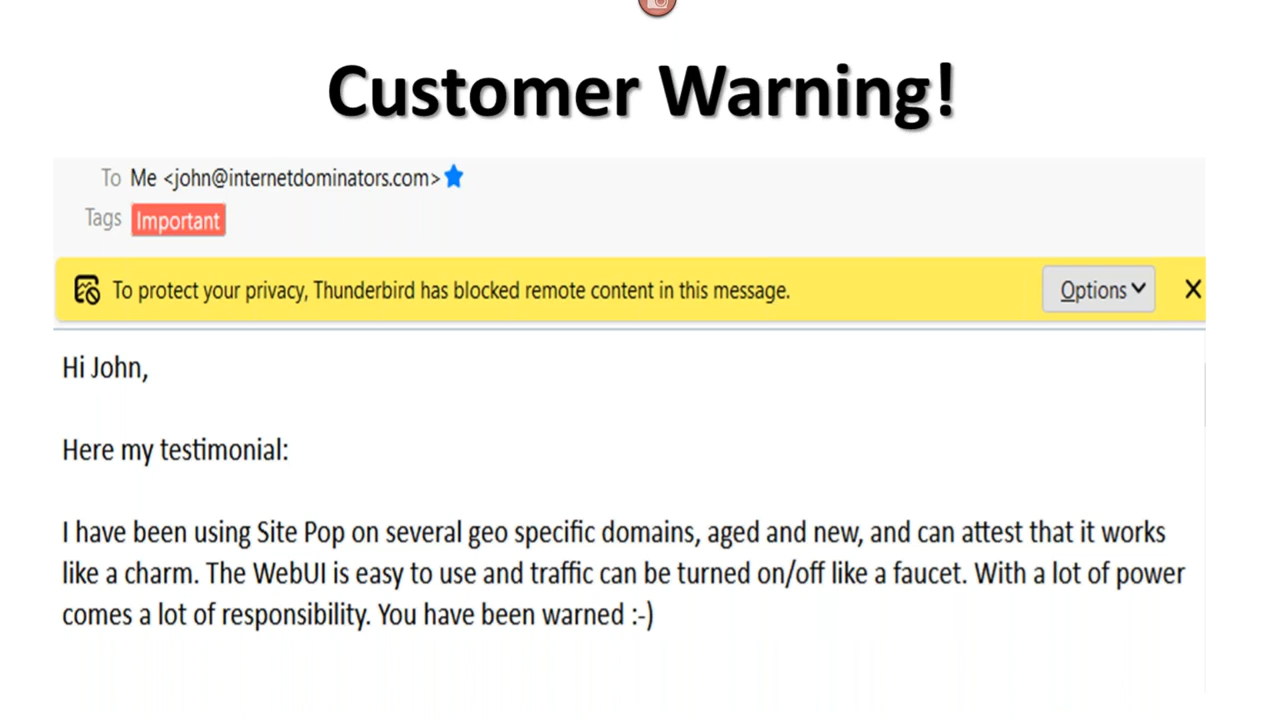 Customer Warning!
To Me <john@internetdominators.com>
Tags Important
To protect your privacy, Thunderbird has blocked remote content in this message. Options
Hi John,
Here my testimonial:
I have been using Site Pop on several geo specific domains, aged and new, and can attest that it works
like a charm. The WebUI is easy to use and traffic can be turned on/off like a faucet. With a lot of power
comes a lot of responsibility. You have been warned :-)